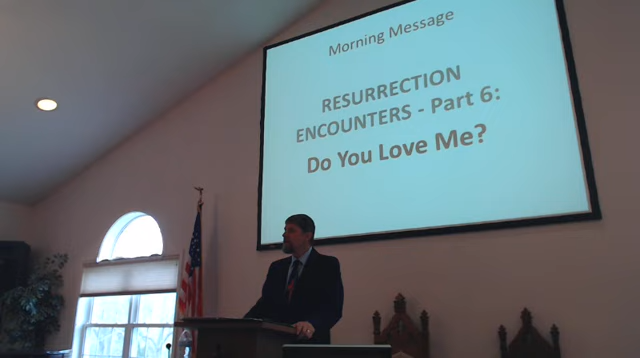 Morning Message
RESURRECTION
ENCOUNTERS - Part 6:
Do You Love Me?